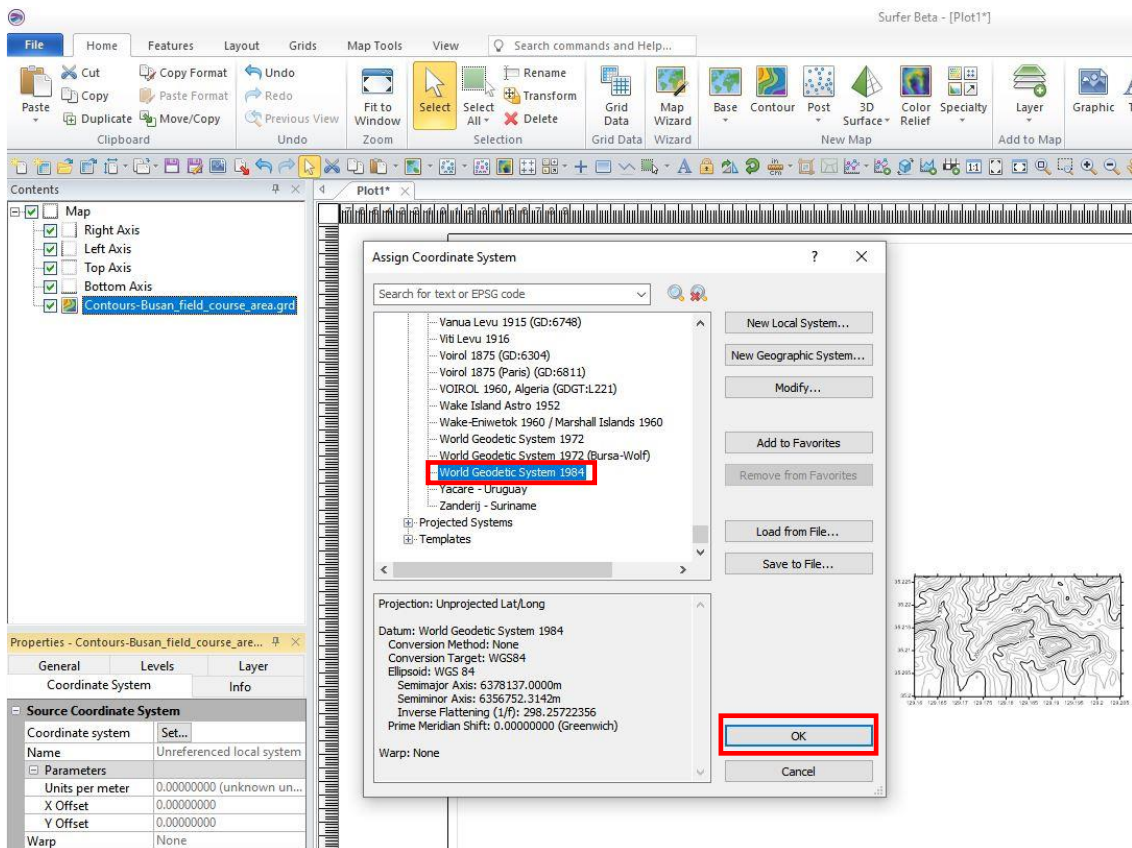 Surfer Beta - [Plot1*]
File Home Features Layout Grids Map Tools View Search commands and Help...
Paste Cut Copy Duplicate Copy Format Paste Format Move/Copy
Clipboard
Undo Redo Previous View
Undo
Fit to Window
Zoom
Select Select All Rename Transform Delete
Selection
Grid Data
Grid Data
Map Wizard
Wizard
Base Contour Post 3D Surface Color Relief Specialty
New Map
Layer
Add to Map
Graphic
Contents
Plot1*
Map
Right Axis
Left Axis
Top Axis
Bottom Axis
Contours-Busan_field_course_area.grd
Assign Coordinate System ?
Search for text or EPSG code
Vanua Levu 1915 (GD:6748)
Viti Levu 1916
Voirol 1875 (GD:6304)
Voirol 1875 (Paris) (GD:6811)
VOIROL 1960, Algeria (GDGT:L221)
Wake Island Astro 1952
Wake-Eniwetok 1960 / Marshall Islands 1960
World Geodetic System 1972
World Geodetic System 1972 (Bursa-Wolf)
World Geodetic System 1984
Yacare - Uruguay
Zanderij - Suriname
Projected Systems
Templates
New Local System...
New Geographic System...
Modify...
Add to Favorites
Remove from Favorites
Load from File...
Save to File...
Projection: Unprojected Lat/Long
Datum: World Geodetic System 1984
Conversion Method: None
Conversion Target: WGS84
Ellipsoid: WGS 84
Semimajor Axis: 6378137.0000m
Semiminor Axis: 6356752.3142m
Inverse Flattening (1/f): 298.25722356
Prime Meridian Shift: 0.00000000 (Greenwich)
Warp: None
OK
Cancel
Properties - Contours-Busan_field_course_are...
General Levels Layer
Coordinate System Info
Source Coordinate System
Coordinate system Set...
Name Unreferenced local system
Parameters
Units per meter 0.00000000 (unknown un...
X Offset 0.00000000
Y Offset 0.00000000
Warp None